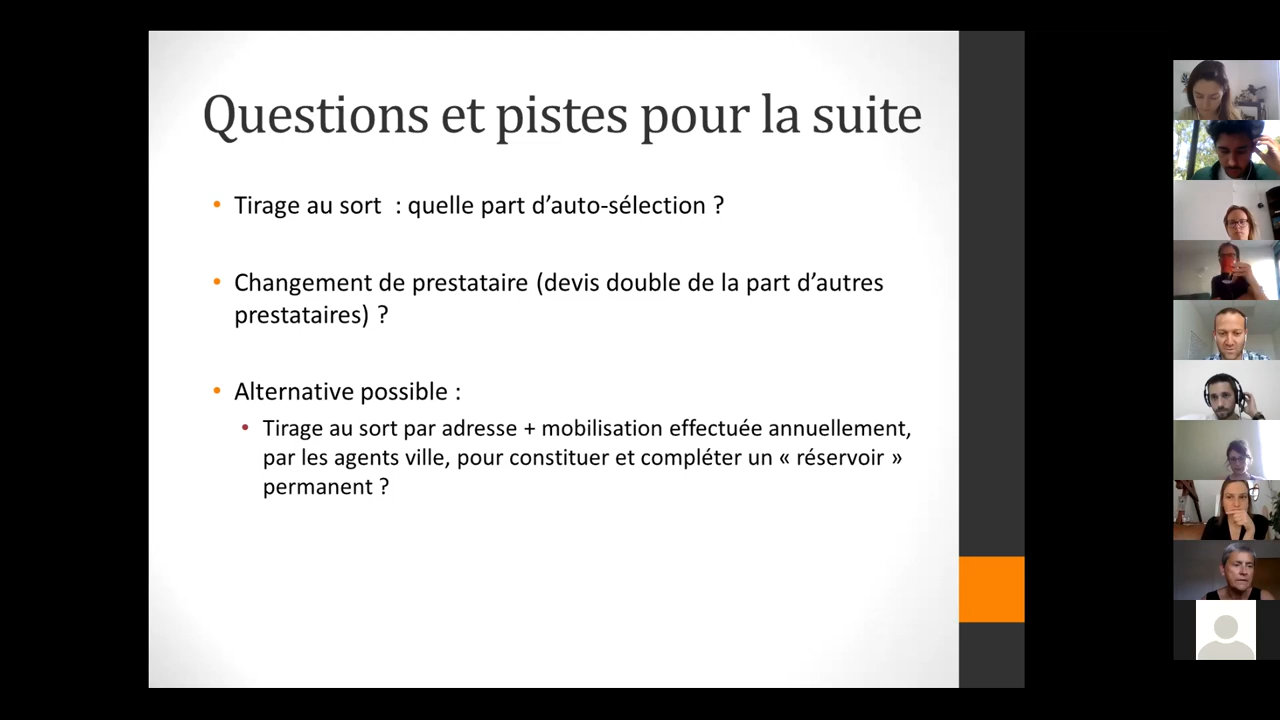 Questions et pistes pour la suite
• Tirage au sort : quelle part d’auto-sélection ?
• Changement de prestataire (devis double de la part d’autres
prestataires) ?
• Alternative possible :
• Tirage au sort par adresse + mobilisation effectuée annuellement,
par les agents ville, pour constituer et compléter un « réservoir »
permanent ?